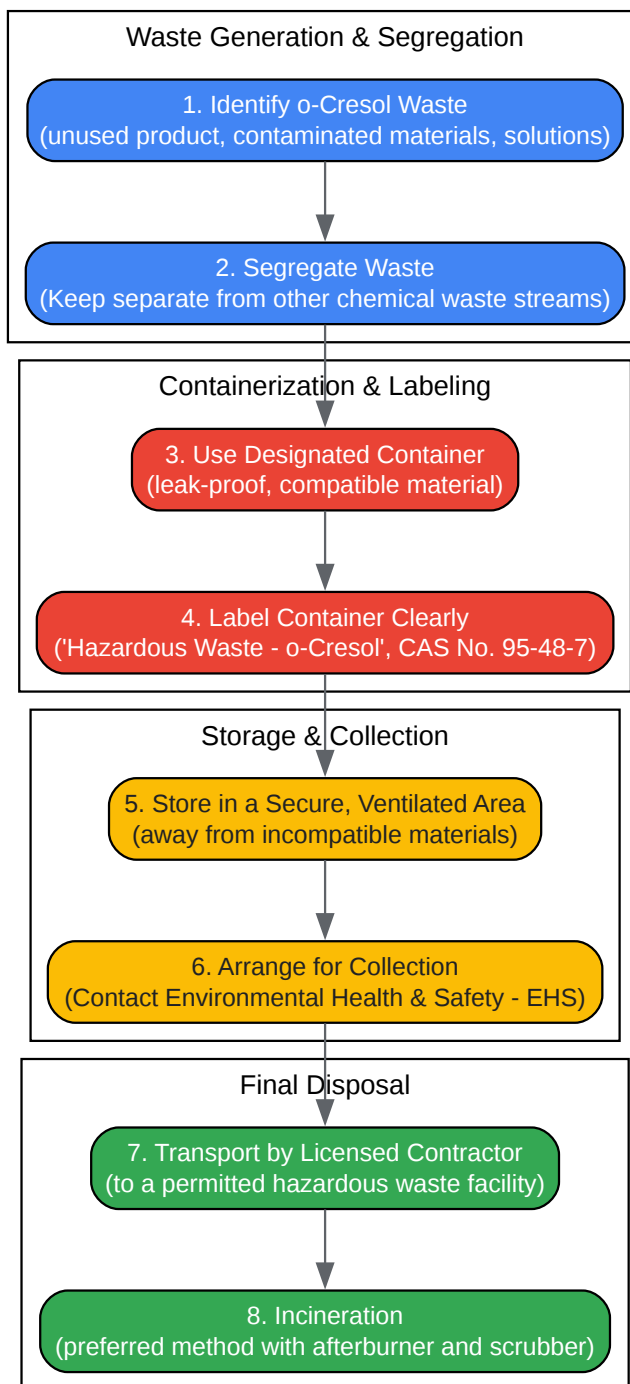 Waste Generation & Segregation
1. Identify o-Cresol Waste
(unused product, contaminated materials, solutions)
2. Segregate Waste
(Keep separate from other chemical waste streams)
Containerization & Labeling
3. Use Designated Container
(leak-proof, compatible material)
4. Label Container Clearly
('Hazardous Waste - o-Cresol', CAS No. 95-48-7)
Storage & Collection
5. Store in a Secure, Ventilated Area
(away from incompatible materials)
6. Arrange for Collection
(Contact Environmental Health & Safety - EHS)
Final Disposal
7. Transport by Licensed Contractor
(to a permitted hazardous waste facility)
8. Incineration
(preferred method with afterburner and scrubber)